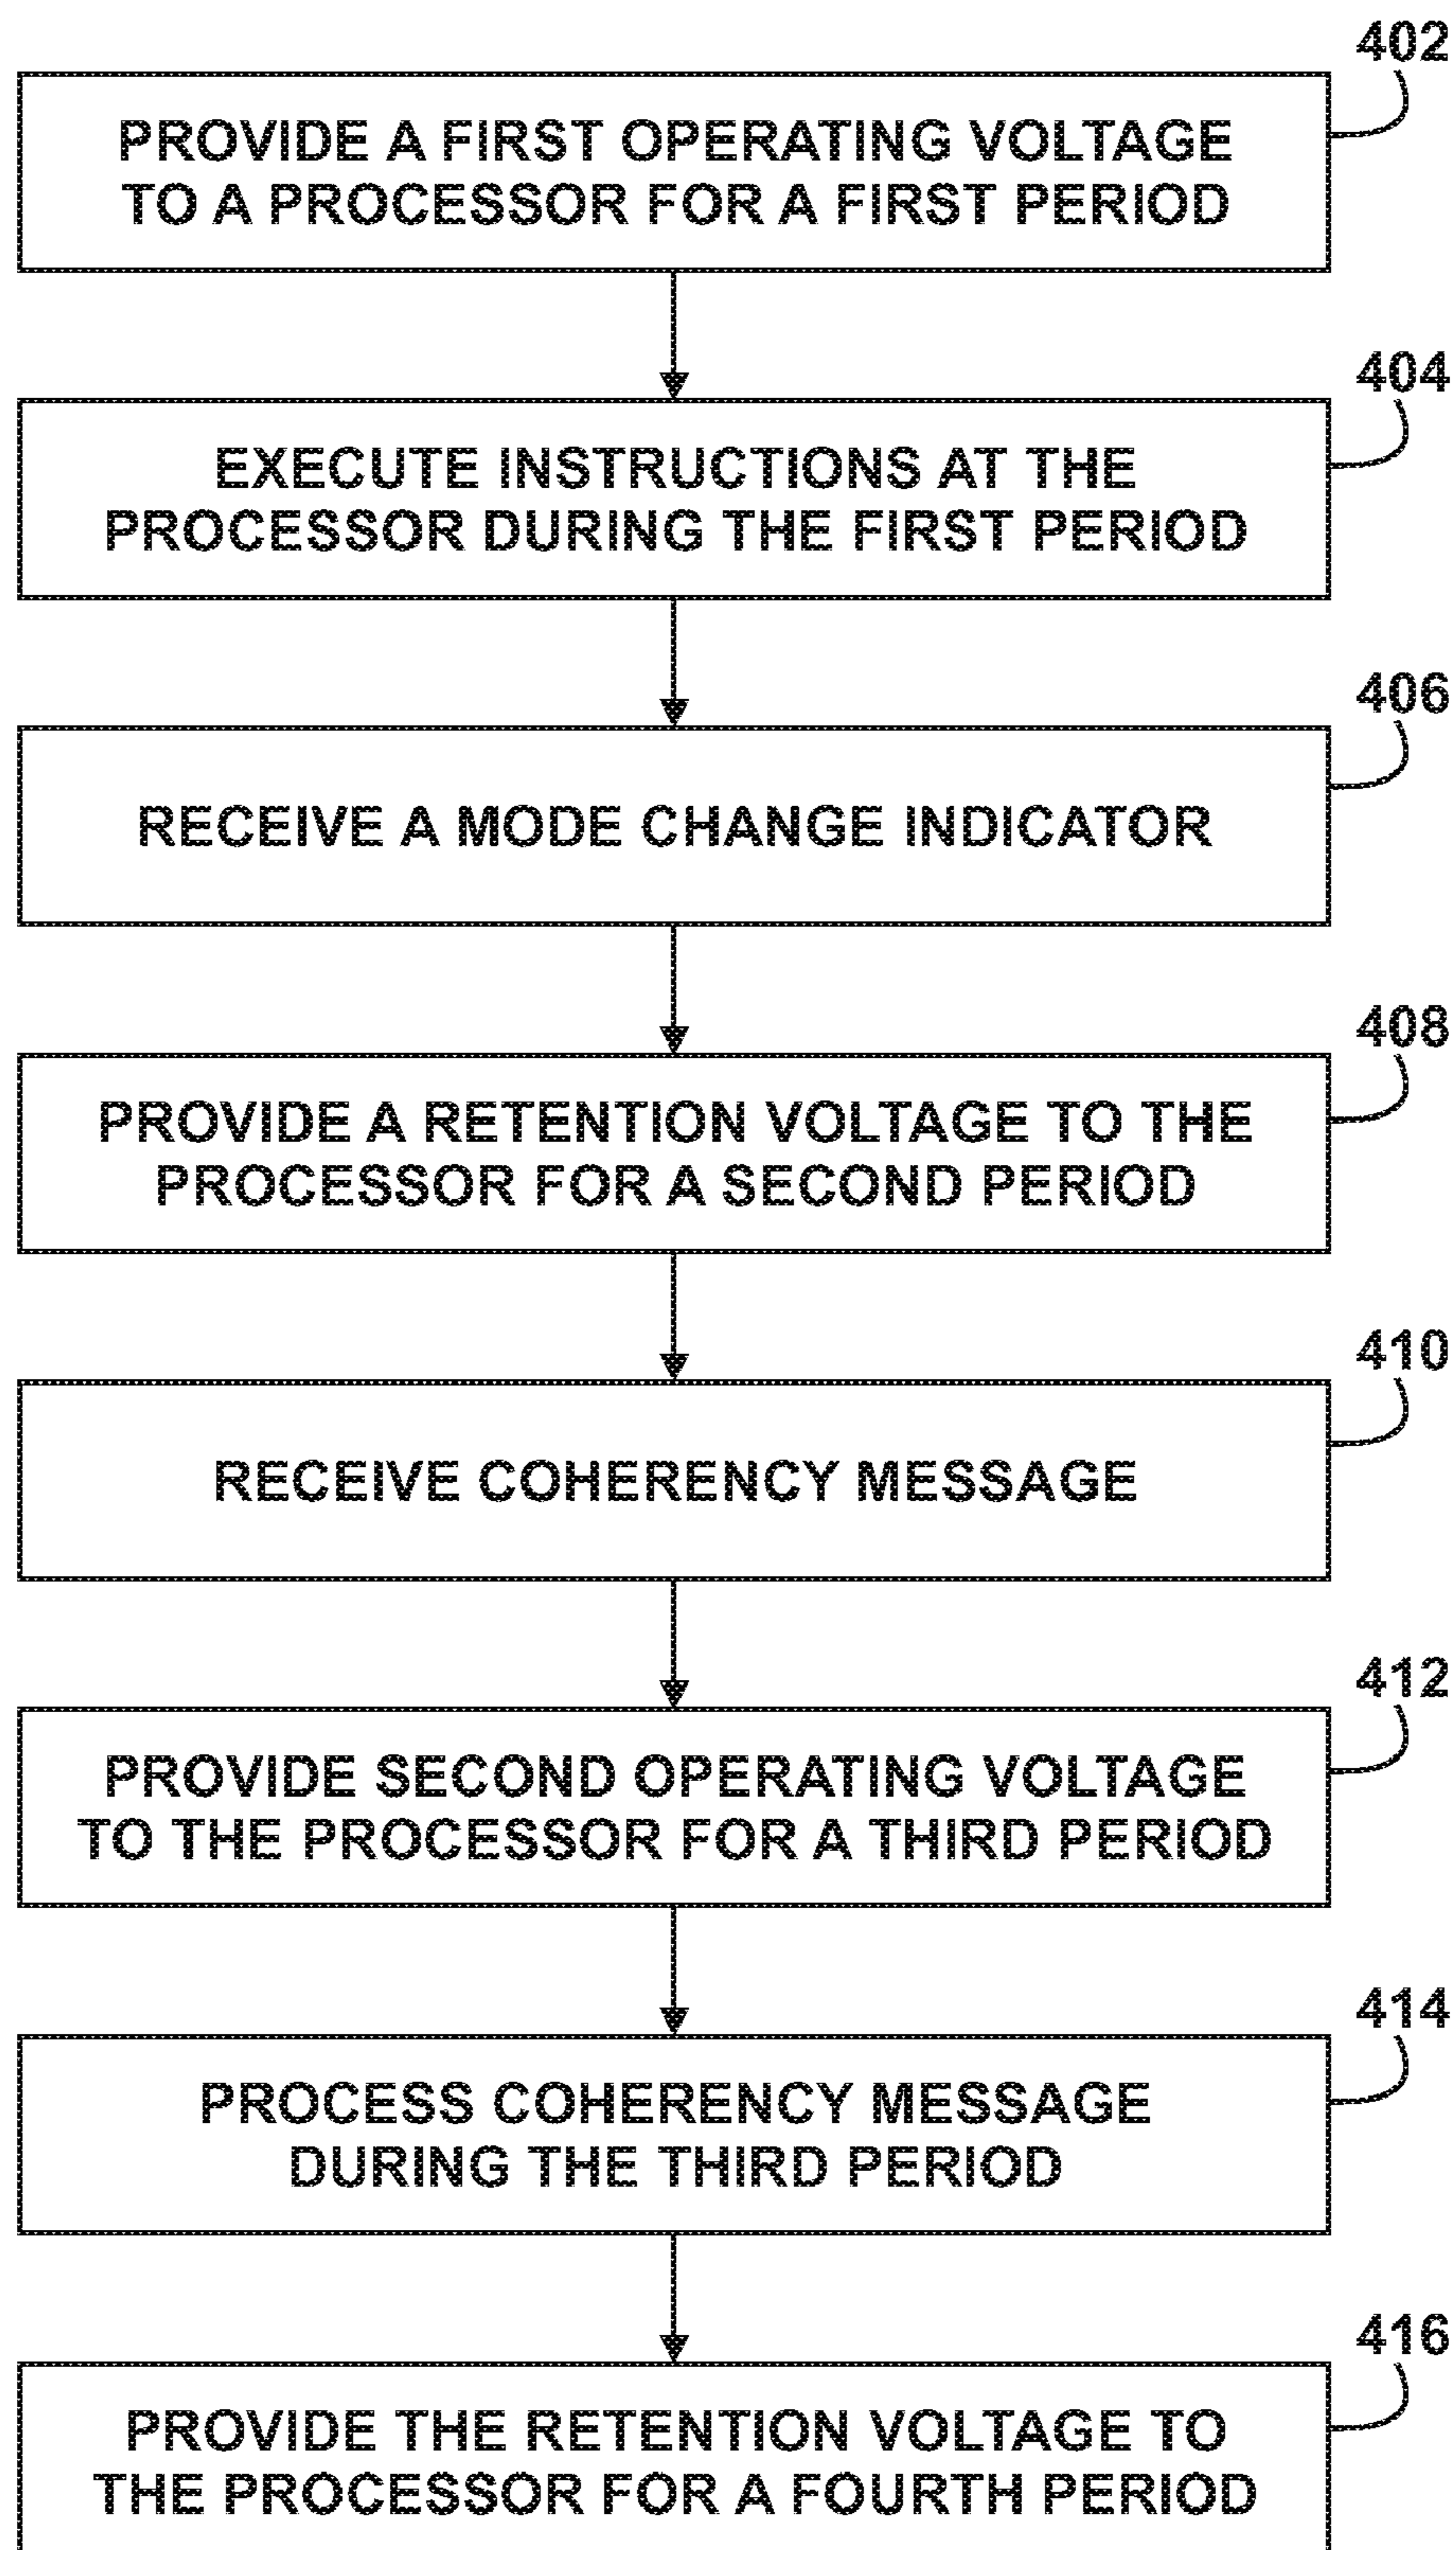 402
PROVIDE A FIRST OPERATING VOLTAGE
TO A PROCESSOR FOR A FIRST PERIOD
404
EXECUTE INSTRUCTIONS AT THE
PROCESSOR DURING THE FIRST PERIOD
406
RECEIVE A MODE CHANGE INDICATOR
408
PROVIDE A RETENTION VOLTAGE TO THE
PROCESSOR FOR A SECOND PERIOD
410
RECEIVE COHERENCY MESSAGE
412
PROVIDE SECOND OPERATING VOLTAGE
TO THE PROCESSOR FOR A THIRD PERIOD
414
PROCESS COHERENCY MESSAGE
DURING THE THIRD PERIOD
416
PROVIDE THE RETENTION VOLTAGE TO
THE PROCESSOR FOR A FOURTH PERIOD